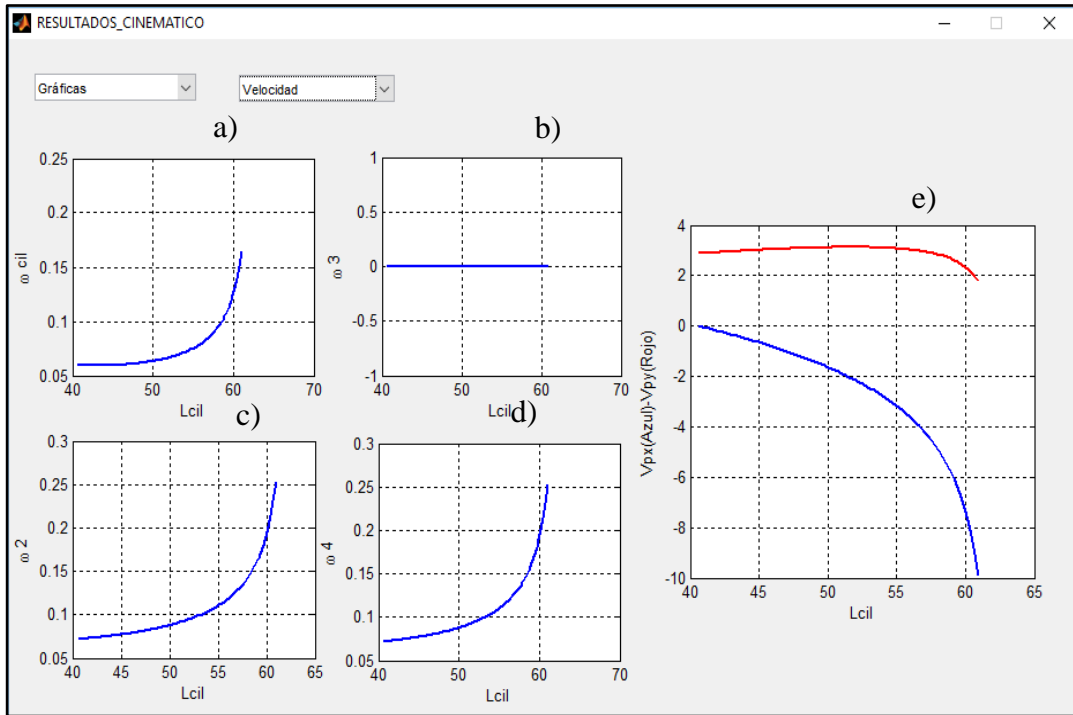 RESULTADOS_CINEMATICO
Gráficas
Velocidad
a)
0.25
0.2
0.15
0.1
0.05
40 50 60 70
Lcil
ω cil
b)
1
0.5
0
-0.5
-1
40 50 60 70
Lcil
ω 3
c)
0.3
0.25
0.2
0.15
0.1
0.05
40 45 50 55 60 65
Lcil
ω 2
d)
0.3
0.25
0.2
0.15
0.1
0.05
40 50 60 70
Lcil
ω 4
e)
4
2
0
-2
-4
-6
-8
-10
40 45 50 55 60 65
Lcil
Vpx(Azul)-Vpy(Rojo)